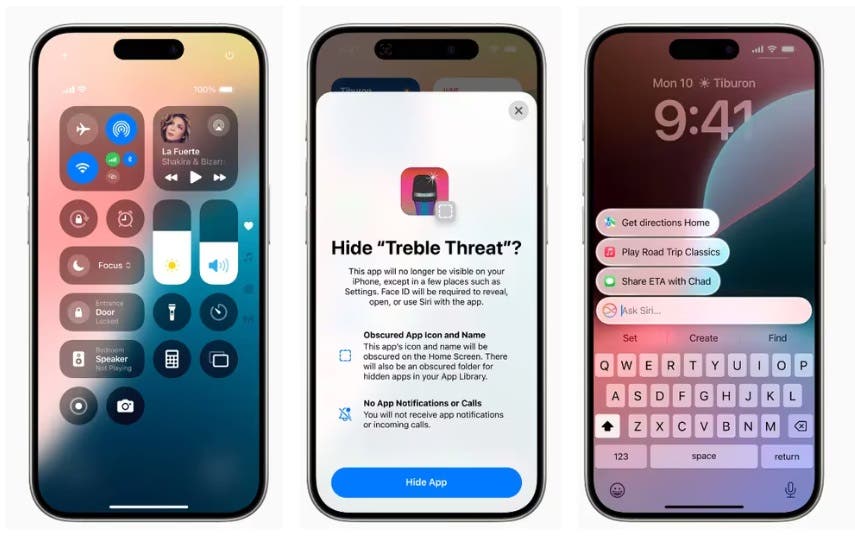 100%
La Fuerte
Shakira & Bizarr
Focus
Entrance
Door
Locked
Bedroom
Speaker
Not Playing
Tiburon
Hide “Treble Threat”?
This app will no longer be visible on your
iPhone, except in a few places such as
Settings. Face ID will be required to reveal,
open, or use Siri with the app.
Obscured App Icon and Name
This app's icon and name will be
obscured on the Home Screen. There
will also be an obscured folder for
hidden apps in your App Library.
No App Notifications or Calls
You will not receive app notifications
or incoming calls.
Hide App
Mon 10 Tiburon
9:41
Get directions Home
Play Road Trip Classics
Share ETA with Chad
Ask Siri...
Set Create Find
Q W E R T Y U I O P
A S D F G H J K L
Z X C V B N M
123 space return